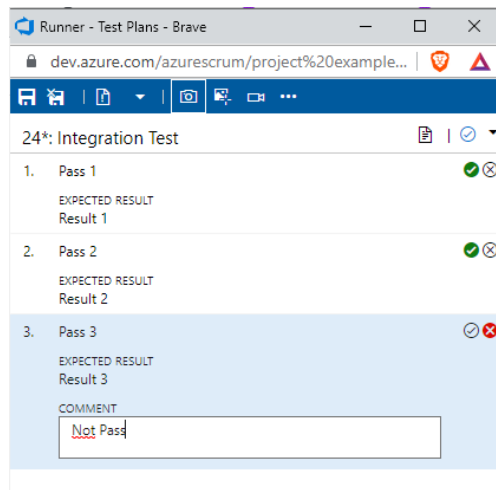 Runner - Test Plans - Brave
dev.azure.com/azurescrum/project%20example...
24*: Integration Test
1. Pass 1
EXPECTED RESULT
Result 1
2. Pass 2
EXPECTED RESULT
Result 2
3. Pass 3
EXPECTED RESULT
Result 3
COMMENT
Not Pass